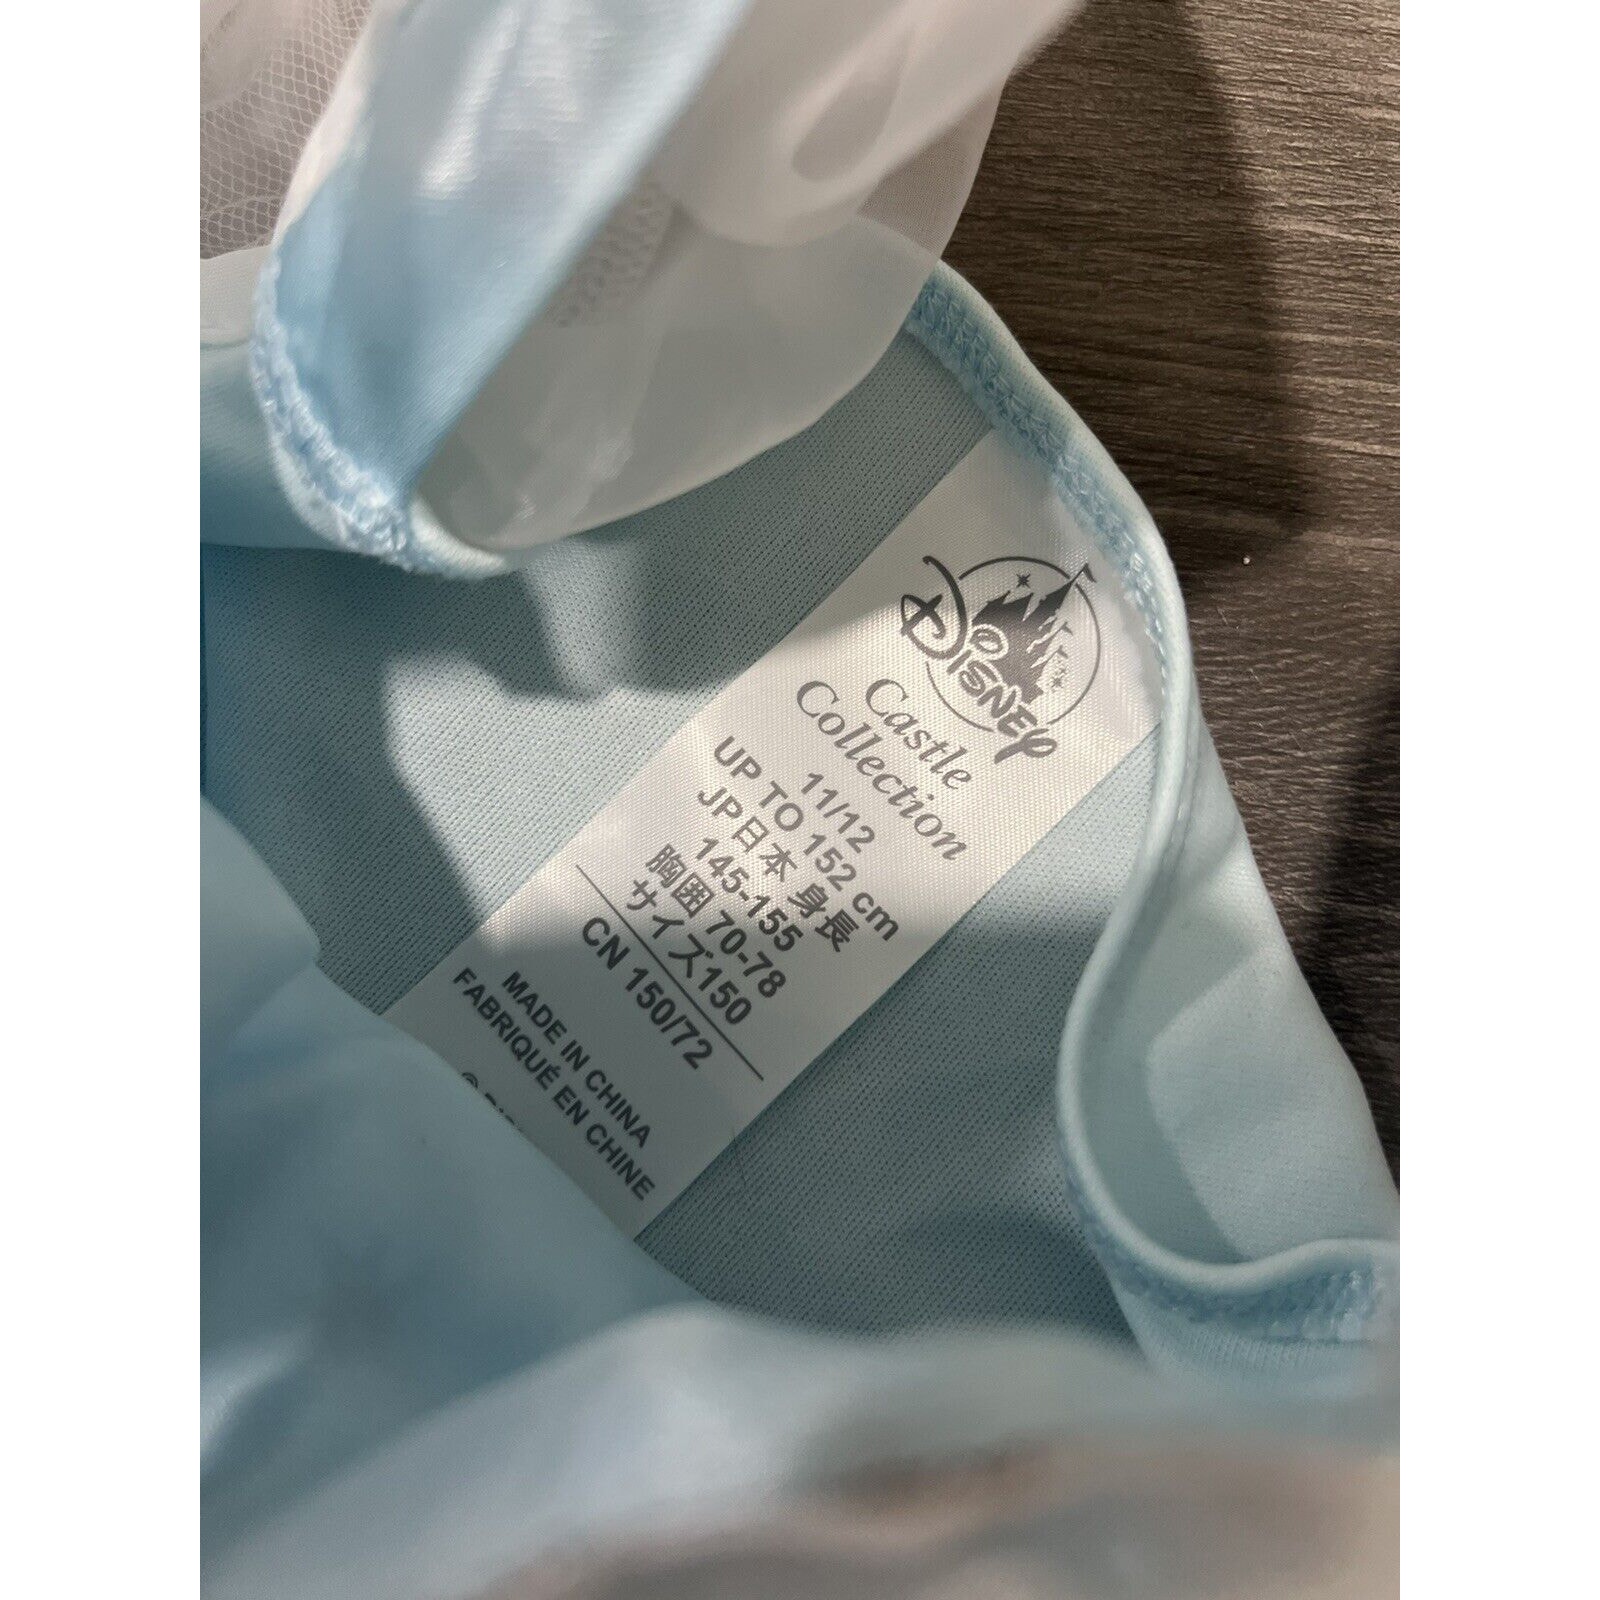 Disney
Castle
Collection
11/12
UP TO 152 cm
JP日本 身長
145-155
胸囲 70-78
サイズ150
CN 150/72
MADE IN CHINA
FABRIQUÉ EN CHINE